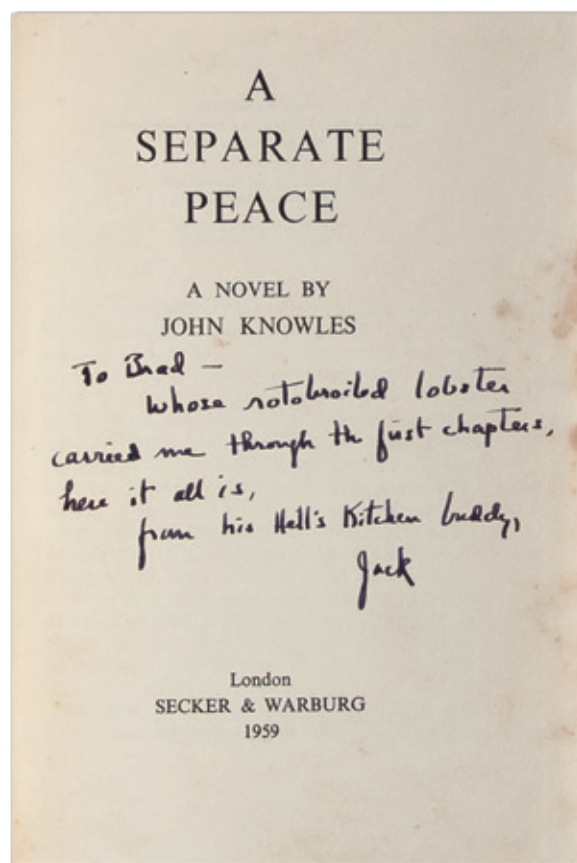 A
SEPARATE
PEACE
A NOVEL BY
JOHN KNOWLES
To Brad –
whose rotobroiled lobster
carried me through the first chapters,
here it all is,
from his Hell's Kitchen buddy,
Jack
London
SECKER & WARBURG
1959